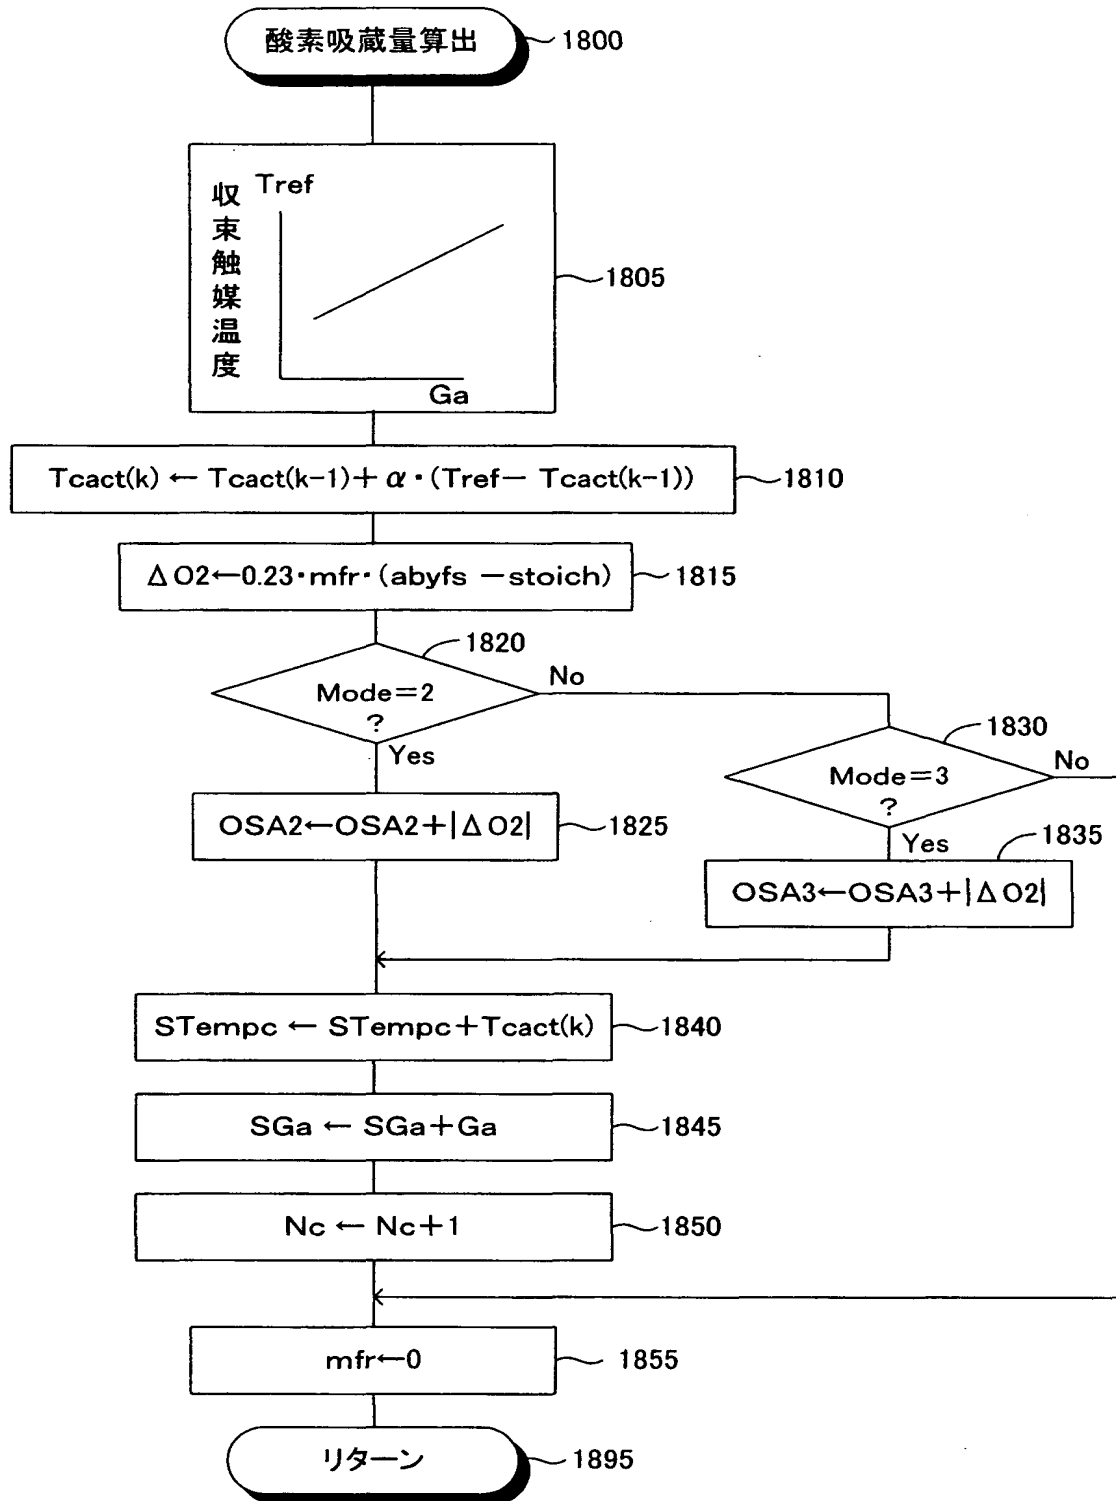 酸素吸蔵量算出
1800
収束触媒温度
Tref
Ga
1805
Tcact(k) ← Tcact(k-1)+ α・(Tref− Tcact(k-1))
1810
ΔO2←0.23・mfr・(abyfs −stoich)
1815
1820
Mode=2
?
No
Yes
1830
Mode=3
?
No
Yes
OSA2←OSA2+|ΔO2|
1825
1835
OSA3←OSA3+|ΔO2|
STempc ← STempc+Tcact(k)
1840
SGa ← SGa+Ga
1845
Nc ← Nc+1
1850
mfr←0
1855
リターン
1895